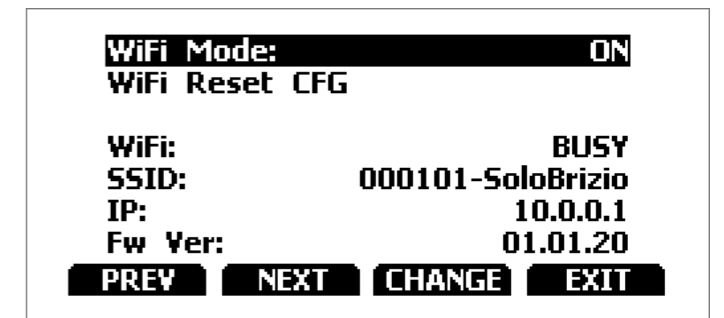 WiFi Mode: ON
WiFi Reset CFG
WiFi: BUSY
SSID: 000101-SoloBrizio
IP: 10.0.0.1
Fw Ver: 01.01.20
PREV NEXT CHANGE EXIT